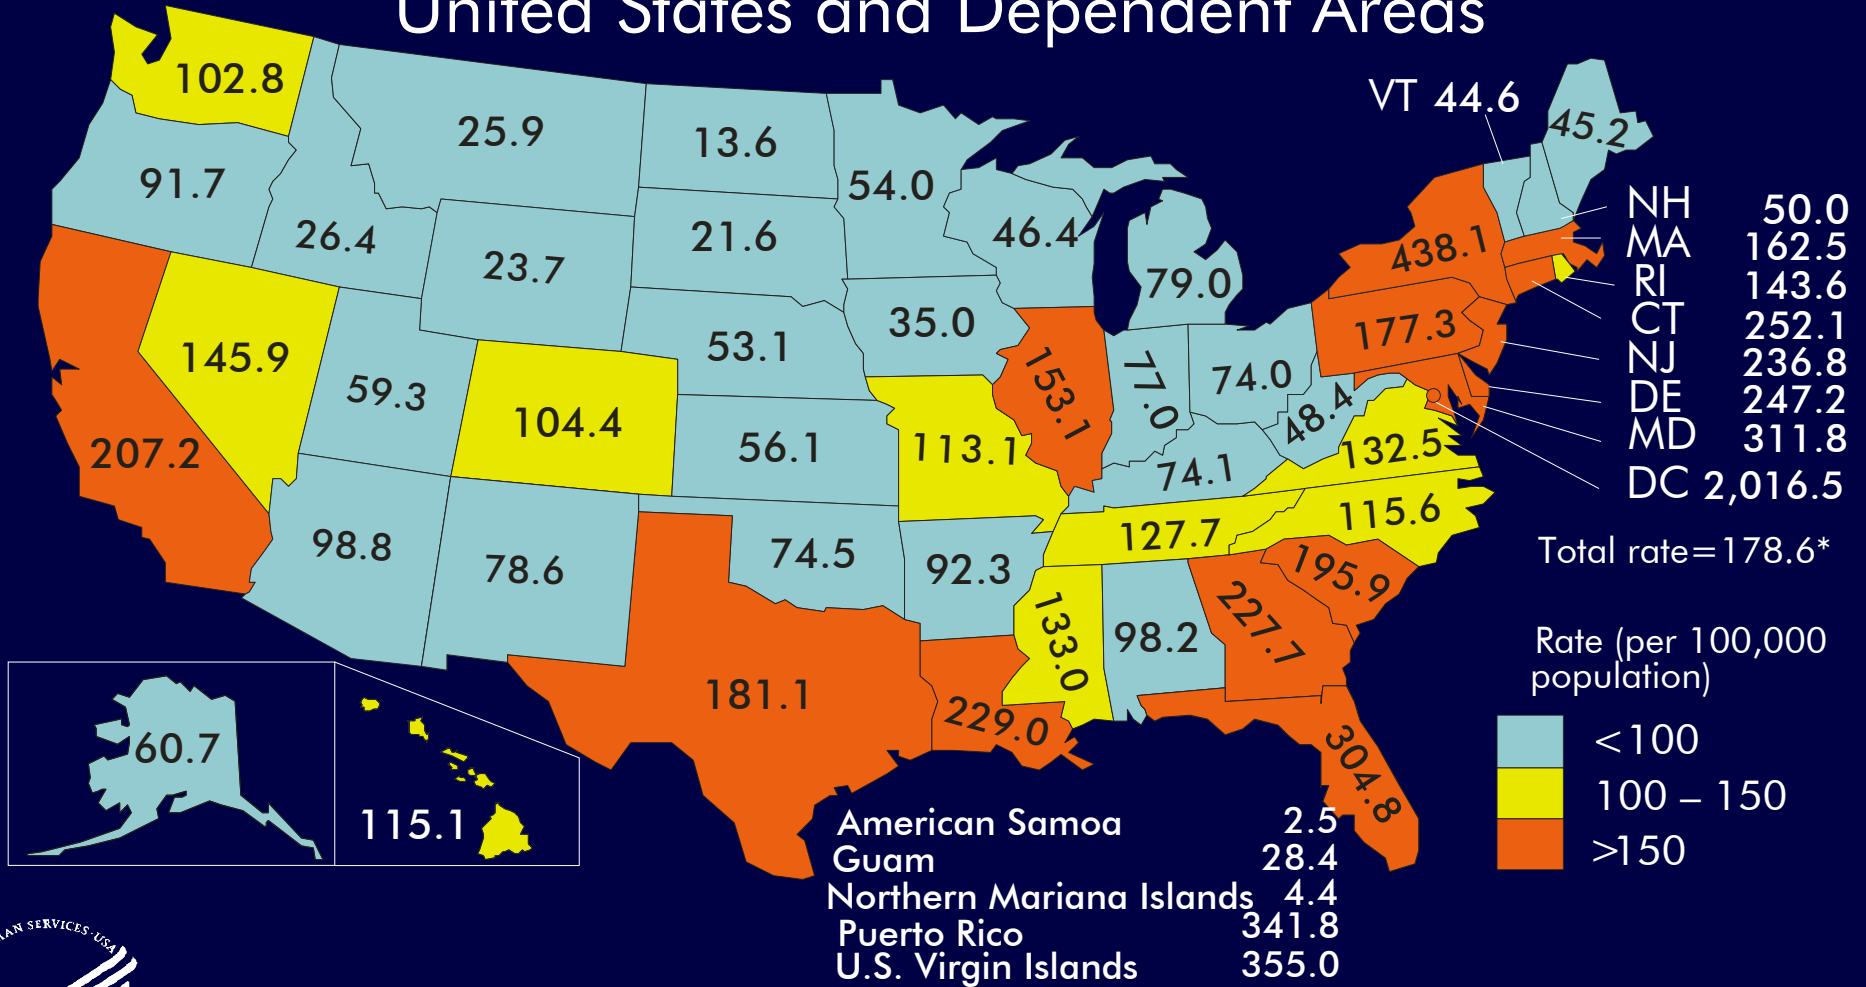 United States and Dependent Areas
102.8
VT 44.6
45.2
25.9
13.6
91.7
54.0
NH 50.0
26.4
21.6
46.4
438.1
MA 162.5
23.7
79.0
RI 143.6
35.0
177.3
CT 252.1
145.9
53.1
153.1
77.0
74.0
NJ 236.8
59.3
104.4
48.4
DE 247.2
207.2
56.1
113.1
74.1
132.5
MD 311.8
DC 2,016.5
98.8
78.6
74.5
92.3
127.7
115.6
Total rate=178.6*
195.9
133.0
98.2
227.7
Rate (per 100,000
population)
181.1
229.0
304.8
60.7
115.1
<100
100 – 150
>150
American Samoa 2.5
Guam 28.4
Northern Mariana Islands 4.4
Puerto Rico 341.8
U.S. Virgin Islands 355.0
SERVICES·USA